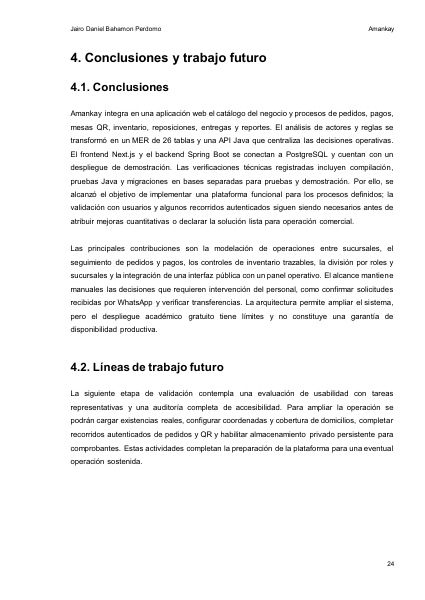 Jairo Daniel Bahamon Perdomo Amankay
4. Conclusiones y trabajo futuro
4.1. Conclusiones
Amankay integra en una aplicación web el catálogo del negocio y procesos de pedidos, pagos,
mesas QR, inventario, reposiciones, entregas y reportes. El análisis de actores y reglas se
transformó en un MER de 26 tablas y una API Java que centraliza las decisiones operativas.
El frontend Next.js y el backend Spring Boot se conectan a PostgreSQL y cuentan con un
despliegue de demostración. Las verificaciones técnicas registradas incluyen compilación,
pruebas Java y migraciones en bases separadas para pruebas y demostración. Por ello, se
alcanzó el objetivo de implementar una plataforma funcional para los procesos definidos; la
validación con usuarios y algunos recorridos autenticados siguen siendo necesarios antes de
atribuir mejoras cuantitativas o declarar la solución lista para operación comercial.
Las principales contribuciones son la modelación de operaciones entre sucursales, el
seguimiento de pedidos y pagos, los controles de inventario trazables, la división por roles y
sucursales y la integración de una interfaz pública con un panel operativo. El alcance mantiene
manuales las decisiones que requieren intervención del personal, como confirmar solicitudes
recibidas por WhatsApp y verificar transferencias. La arquitectura permite ampliar el sistema,
pero el despliegue académico gratuito tiene límites y no constituye una garantía de
disponibilidad productiva.
4.2. Líneas de trabajo futuro
La siguiente etapa de validación contempla una evaluación de usabilidad con tareas
representativas y una auditoría completa de accesibilidad. Para ampliar la operación se
podrán cargar existencias reales, configurar coordenadas y cobertura de domicilios, completar
recorridos autenticados de pedidos y QR y habilitar almacenamiento privado persistente para
comprobantes. Estas actividades completan la preparación de la plataforma para una eventual
operación sostenida.
24